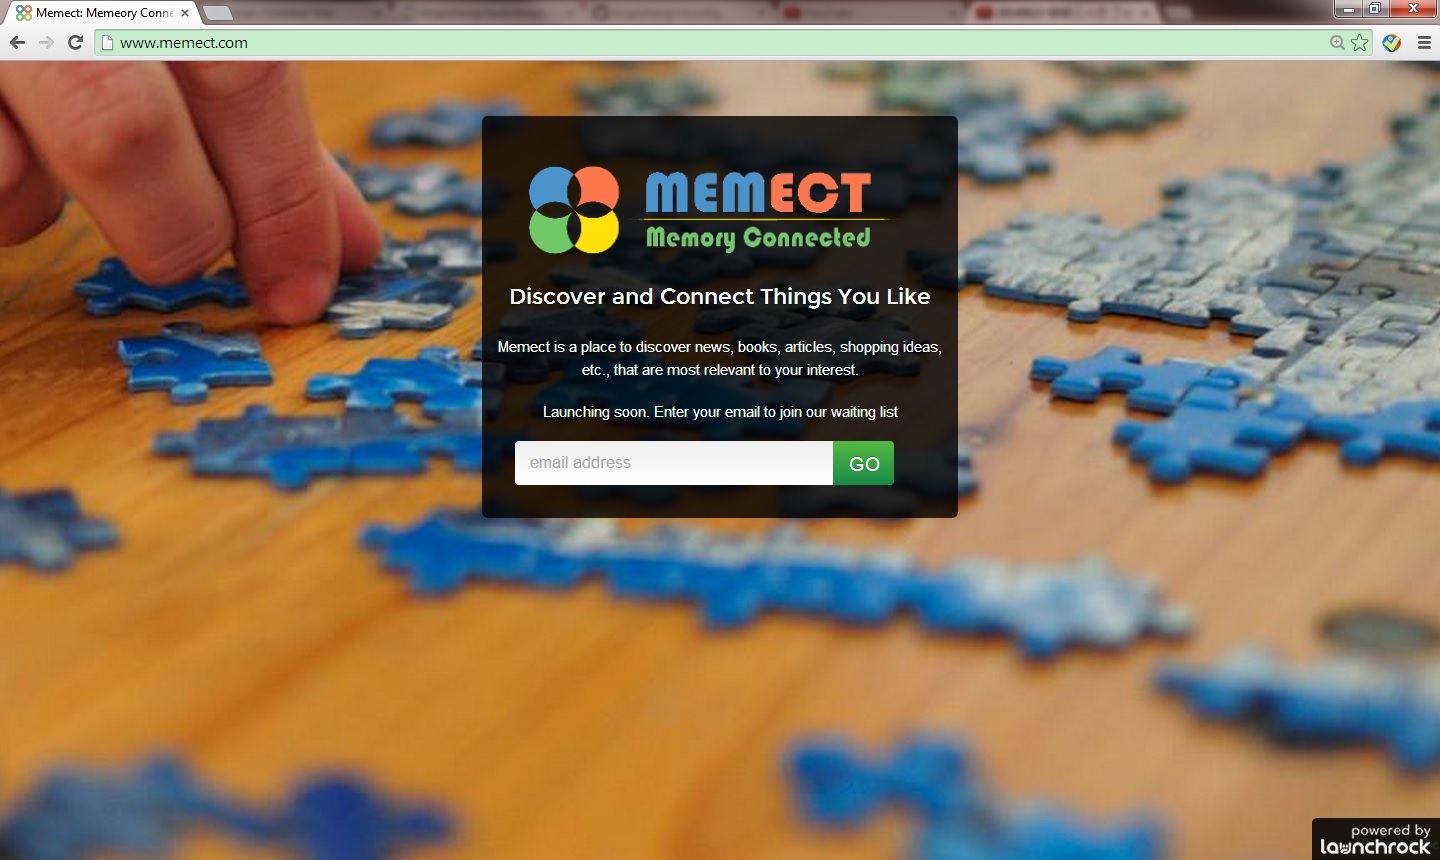 Memect: Memeory Conne
www.memect.com
MEMECT
Memory Connected
Discover and Connect Things You Like
Memect is a place to discover news, books, articles, shopping ideas,
etc., that are most relevant to your interest.
Launching soon. Enter your email to join our waiting list
email address
GO
powered by
launchrock